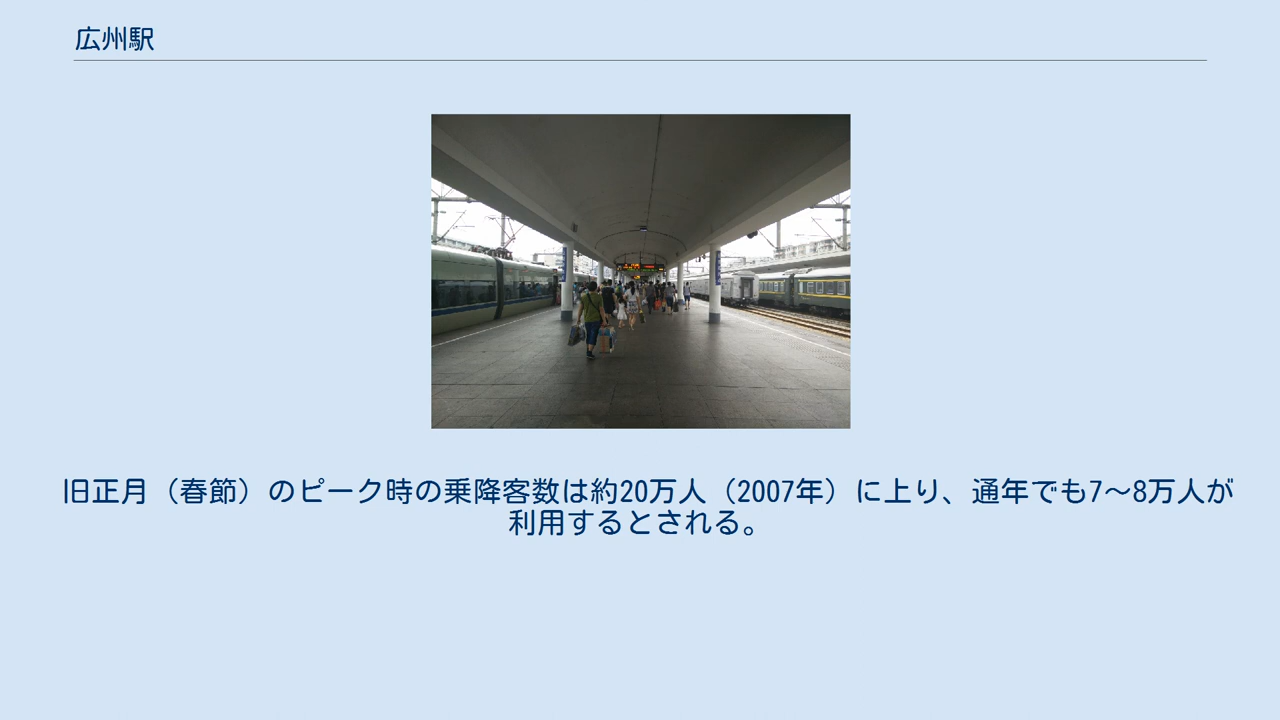 広州駅
旧正月（春節）のピーク時の乗降客数は約20万人（2007年）に上り、通年でも7～8万人が
利用するとされる。